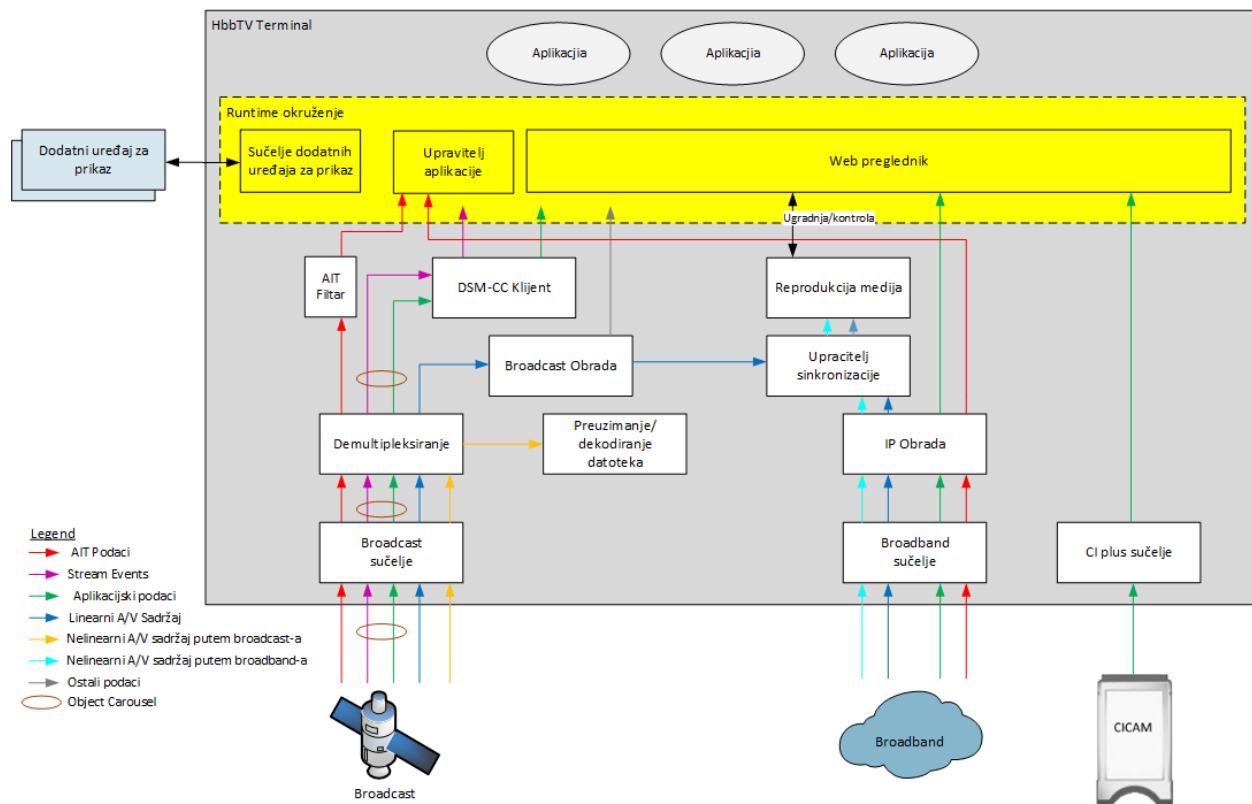 HbbTV Terminal
Aplikacjia
Aplikacjia
Aplikacija
Runtime okruženje
Dodatni uređaj za
prikaz
Sučelje dodatnih
uređaja za prikaz
Upravitelj
aplikacije
Web preglednik
Ugradnja/kontrola
AIT
Filtar
DSM-CC Klijent
Reprodukcija medija
Broadcast Obrada
Upracitelj
sinkronizacije
Demultipleksiranje
Preuzimanje/
dekodiranje
datoteka
IP Obrada
Broadcast
sučelje
Broadband
sučelje
CI plus sučelje
Legend
AIT Podaci
Stream Events
Aplikacijski podaci
Linearni A/V Sadržaj
Nelinearni A/V sadržaj putem broadcast-a
Nelinearni A/V sadržaj putem broadband-a
Ostali podaci
Object Carousel
Broadcast
Broadband
CICAM